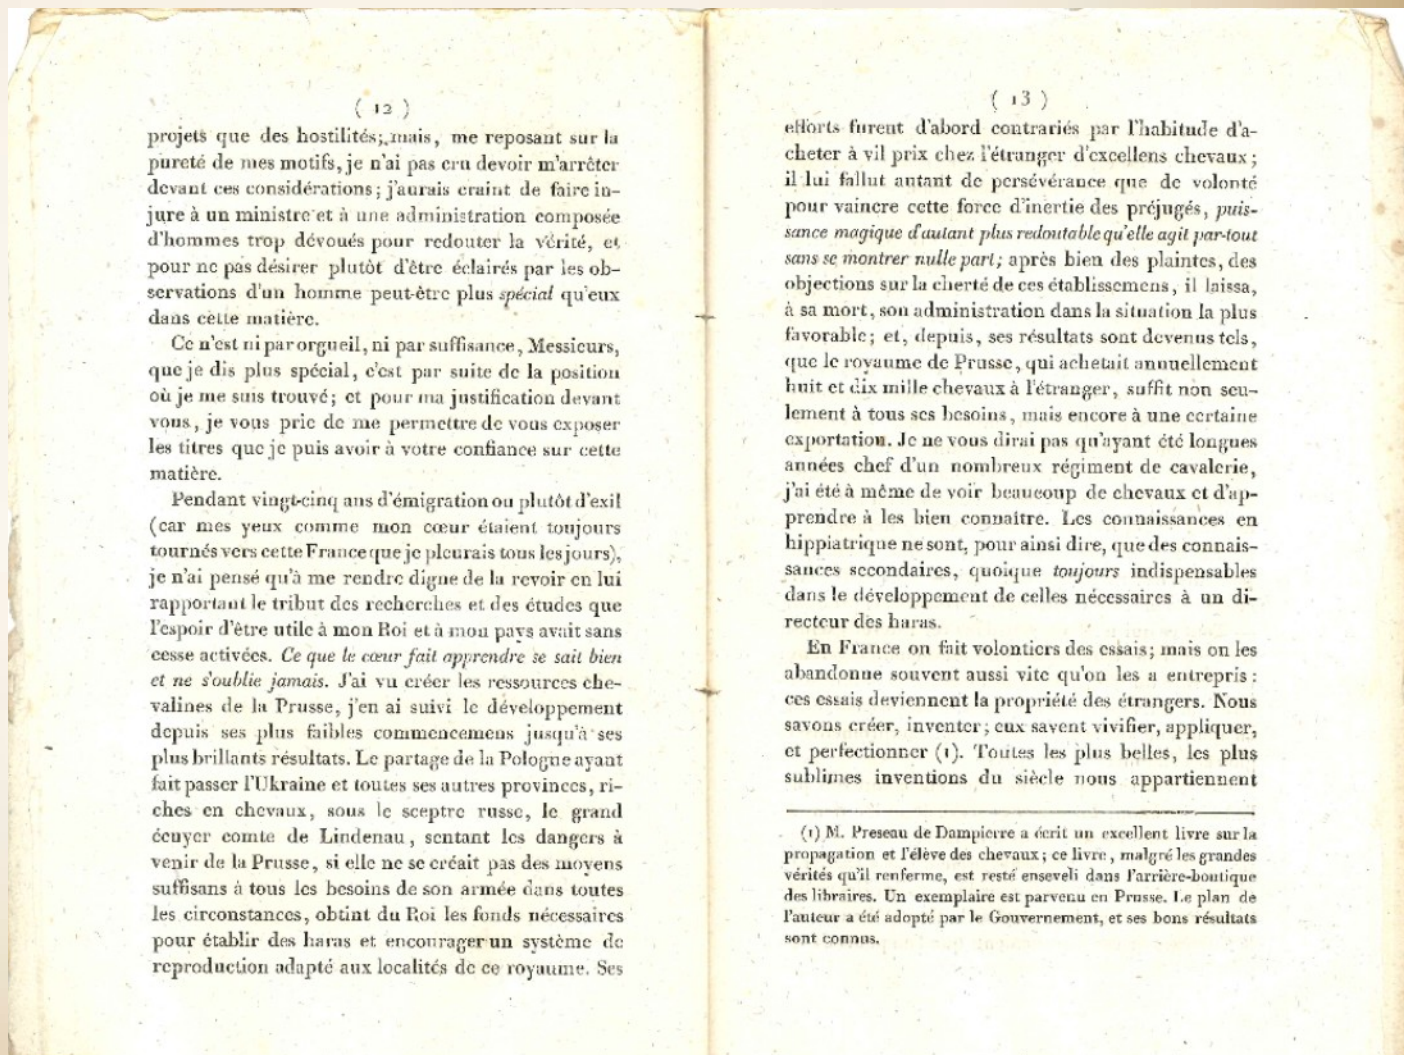 ( 12 )
projets que des hostilités; mais, me reposant sur la
pureté de mes motifs, je n'ai pas cru devoir m'arrêter
devant ces considérations; j'aurais craint de faire in-
jure à un ministre et à une administration composée
d'hommes trop dévoués pour redouter la vérité, et
pour ne pas désirer plutôt d'être éclairés par les ob-
servations d'un homme peut-être plus spécial qu'eux
dans cette matière.
Ce n'est ni par orgueil, ni par suffisance, Messieurs,
que je dis plus spécial, c'est par suite de la position
où je me suis trouvé; et pour ma justification devant
vous, je vous prie de me permettre de vous exposer
les titres que je puis avoir à votre confiance sur cette
matière.
Pendant vingt-cinq ans d'émigration ou plutôt d'exil
(car mes yeux comme mon cœur étaient toujours
tournés vers cette France que je pleurais tous les jours),
je n'ai pensé qu'à me rendre digne de la revoir en lui
rapportant le tribut des recherches et des études que
l'espoir d'être utile à mon Roi et à mon pays avait sans
cesse activées. Ce que le cœur fait apprendre se sait bien
et ne s'oublie jamais. J'ai vu créer les ressources che-
valines de la Prusse, j'en ai suivi le développement
depuis ses plus faibles commencemens jusqu'à ses
plus brillants résultats. Le partage de la Pologne ayant
fait passer l'Ukraine et toutes ses autres provinces, ri-
ches en chevaux, sous le sceptre russe, le grand
écuyer comte de Lindenau, sentant les dangers à
venir de la Prusse, si elle ne se créait pas des moyens
suffisans à tous les besoins de son armée dans toutes
les circonstances, obtint du Roi les fonds nécessaires
pour établir des haras et encourager un système de
reproduction adapté aux localités de ce royaume. Ses
( 13 )
efforts furent d'abord contrariés par l'habitude d'a-
cheter à vil prix chez l'étranger d'excellens chevaux;
il lui fallut autant de persévérance que de volonté
pour vaincre cette force d'inertie des préjugés, puis-
sance magique d'autant plus redoutable qu'elle agit par-tout
sans se montrer nulle part; après bien des plaintes, des
objections sur la cherté de ces établissemens, il laissa,
à sa mort, son administration dans la situation la plus
favorable; et, depuis, ses résultats sont devenus tels,
que le royaume de Prusse, qui achetait annuellement
huit et dix mille chevaux à l'étranger, suffit non seu-
lement à tous ses besoins, mais encore à une certaine
exportation. Je ne vous dirai pas qu'ayant été longues
années chef d'un nombreux régiment de cavalerie,
j'ai été à même de voir beaucoup de chevaux et d'ap-
prendre à les bien connaître. Les connaissances en
hippiatrique ne sont, pour ainsi dire, que des connais-
sances secondaires, quoique toujours indispensables
dans le développement de celles nécessaires à un di-
recteur des haras.
En France on fait volontiers des essais; mais on les
abandonne souvent aussi vite qu'on les a entrepris :
ces essais deviennent la propriété des étrangers. Nous
savons créer, inventer; eux savent vivifier, appliquer,
et perfectionner (1). Toutes les plus belles, les plus
sublimes inventions du siècle nous appartiennent
(1) M. Preseau de Dampierre a écrit un excellent livre sur la
propagation et l'élève des chevaux; ce livre, malgré les grandes
vérités qu'il renferme, est resté enseveli dans l'arrière-boutique
des libraires. Un exemplaire est parvenu en Prusse. Le plan de
l'auteur a été adopté par le Gouvernement, et ses bons résultats
sont connus.